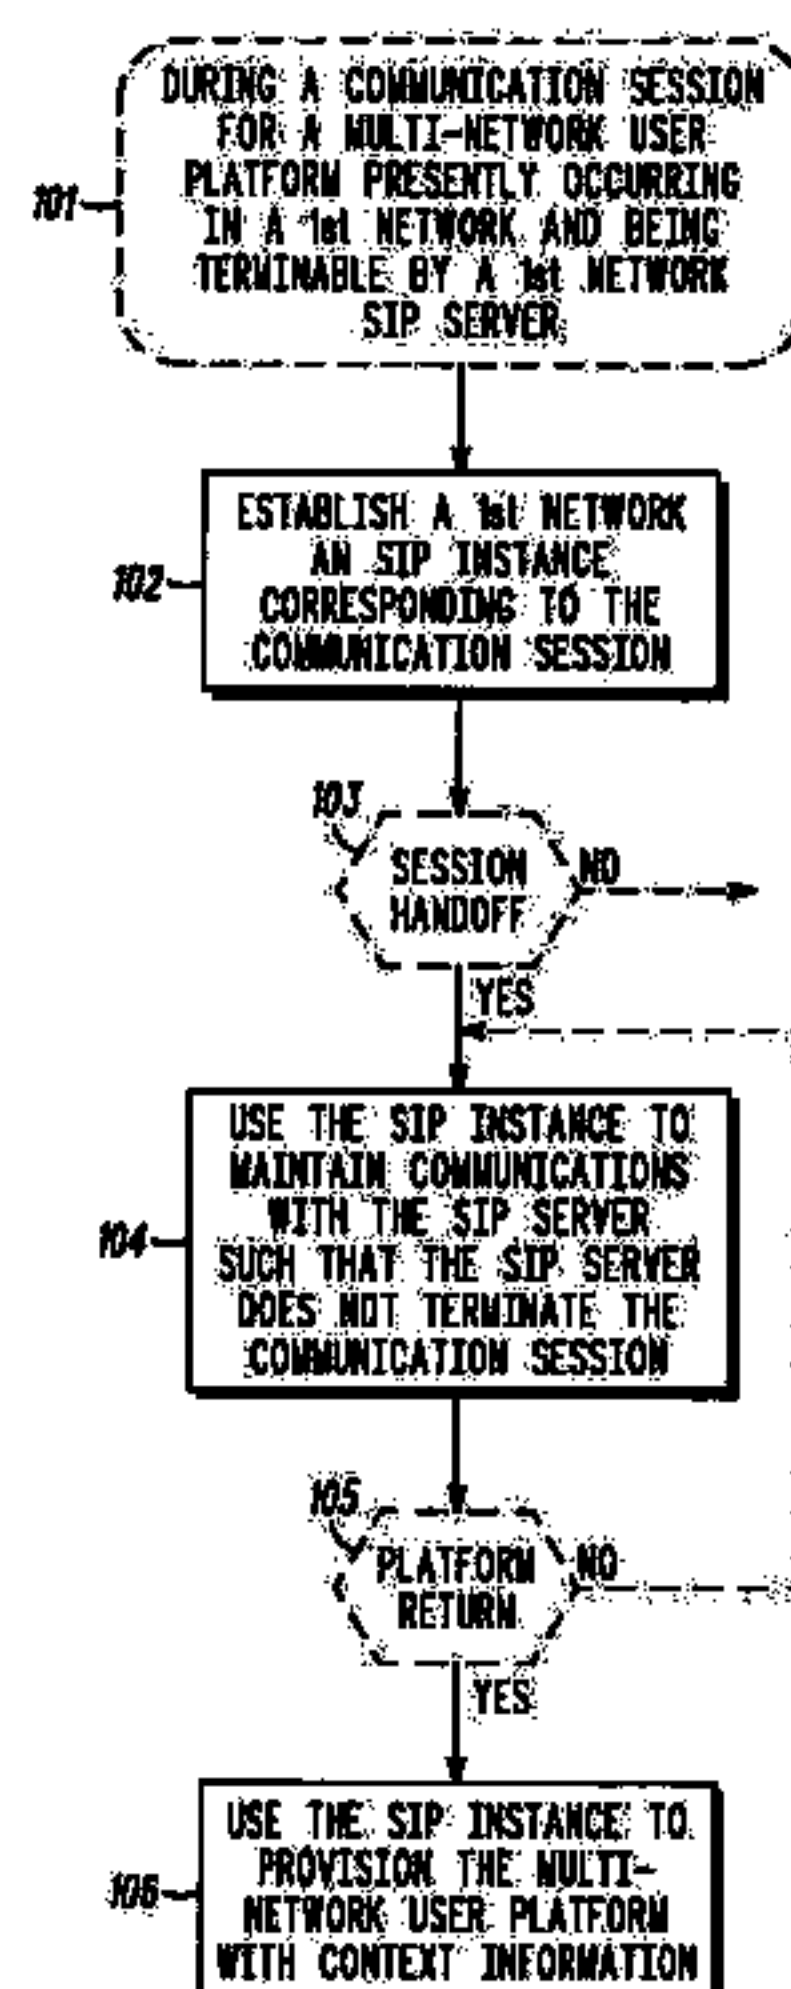 DURING A COMMUNICATION SESSION
FOR A MULTI-NETWORK USER
PLATFORM PRESENTLY OCCURRING
101
IN A 1st NETWORK AND BEING
TERMINABLE BY A 1st NETWORK
SIP SERVER
ESTABLISH A 1st NETWORK
AN SIP INSTANCE
102
CORRESPONDING TO THE
COMMUNICATION SESSION
103
SESSION
HANDOFF
NO
YES
USE THE SIP INSTANCE TO
MAINTAIN COMMUNICATIONS
WITH THE SIP SERVER
104
SUCH THAT THE SIP SERVER
DOES NOT TERMINATE THE
COMMUNICATION SESSION
105
PLATFORM
RETURN
NO
YES
USE THE SIP INSTANCE TO
PROVISION THE MULTI-
106
NETWORK USER PLATFORM
WITH CONTEXT INFORMATION